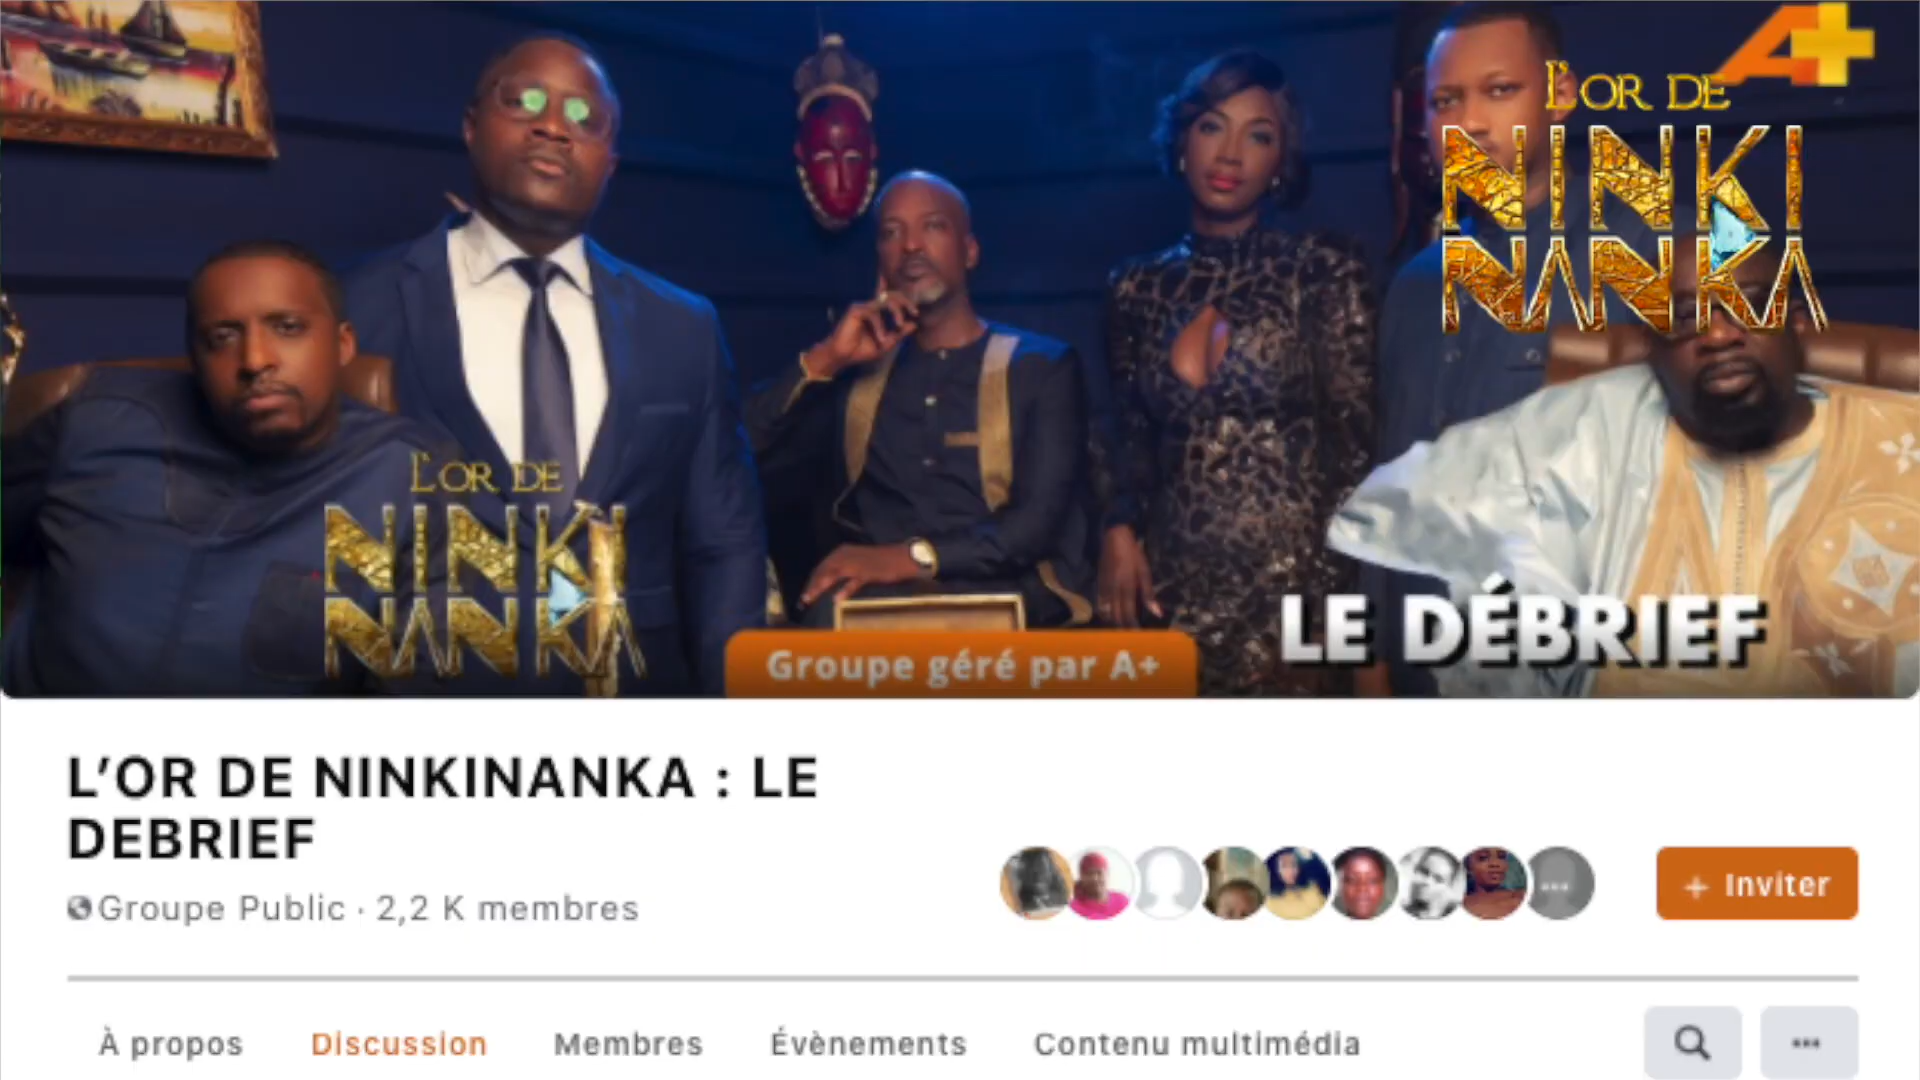 A+
L'OR DE
NINKI
NANKA
L'OR DE
NINKI
NANKA
LE DÉBRIEF
Groupe géré par A+
L'OR DE NINKINANKA : LE
DEBRIEF
Groupe Public · 2,2 K membres
+ Inviter
À propos
Discussion
Membres
Évènements
Contenu multimédia